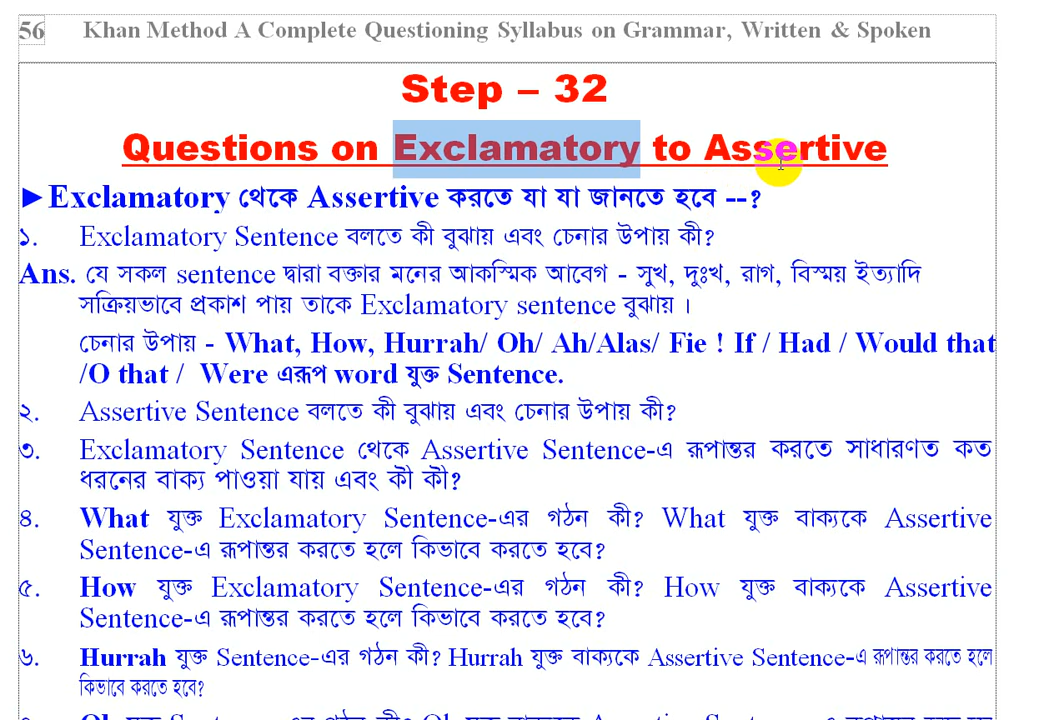 56 Khan Method A Complete Questioning Syllabus on Grammar, Written & Spoken
Step – 32
Questions on Exclamatory to Assertive
►Exclamatory থেকে Assertive করতে যা যা জানতে হবে --?
১. Exclamatory Sentence বলতে কী বুঝায় এবং চেনার উপায় কী?
Ans. যে সকল sentence দ্বারা বক্তার মনের আকস্মিক আবেগ - সুখ, দুঃখ, রাগ, বিস্ময় ইত্যাদি
সক্রিয়ভাবে প্রকাশ পায় তাকে Exclamatory sentence বুঝায় ।
চেনার উপায় - What, How, Hurrah/ Oh/ Ah/Alas/ Fie ! If / Had / Would that
/O that / Were এরূপ word যুক্ত Sentence.
২. Assertive Sentence বলতে কী বুঝায় এবং চেনার উপায় কী?
৩. Exclamatory Sentence থেকে Assertive Sentence-এ রূপান্তর করতে সাধারণত কত
ধরনের বাক্য পাওয়া যায় এবং কী কী?
৪. What যুক্ত Exclamatory Sentence-এর গঠন কী? What যুক্ত বাক্যকে Assertive
Sentence-এ রূপান্তর করতে হলে কিভাবে করতে হবে?
৫. How যুক্ত Exclamatory Sentence-এর গঠন কী? How যুক্ত বাক্যকে Assertive
Sentence-এ রূপান্তর করতে হলে কিভাবে করতে হবে?
৬. Hurrah যুক্ত Sentence-এর গঠন কী? Hurrah যুক্ত বাক্যকে Assertive Sentence-এ রূপান্তর করতে হলে
কিভাবে করতে হবে?